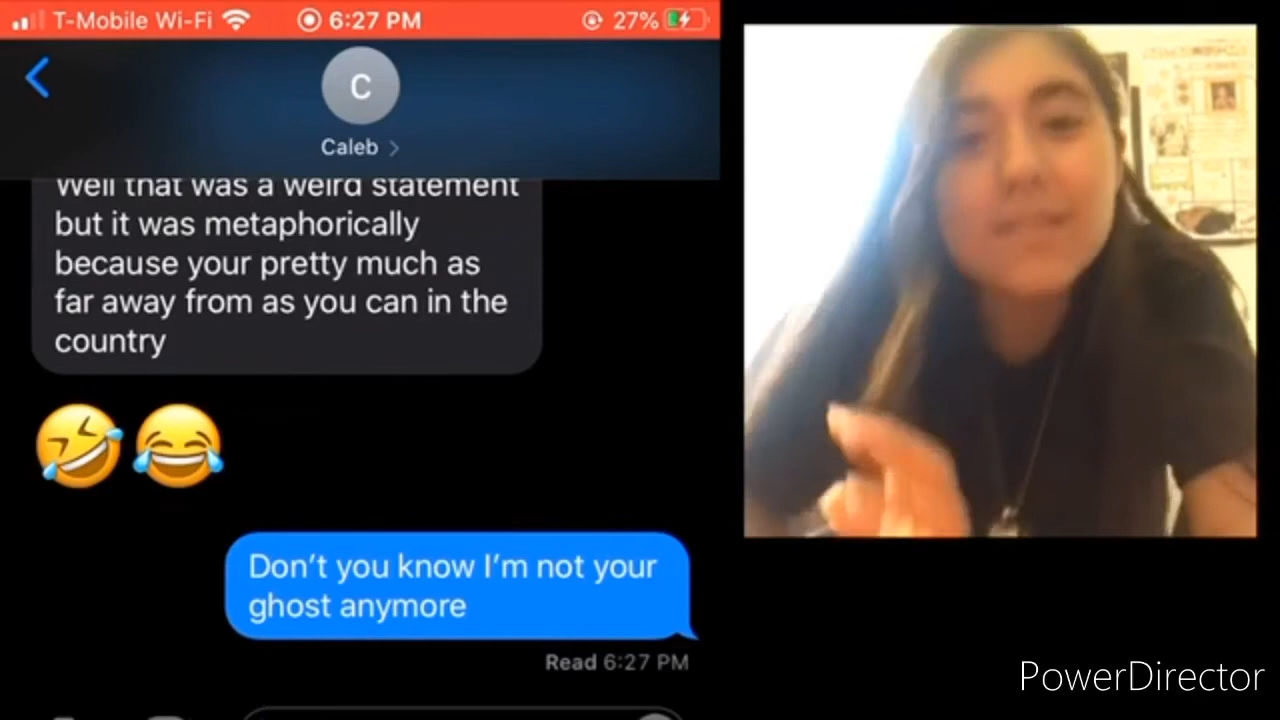 T-Mobile Wi-Fi 6:27 PM 27%
C
Caleb
Well that was a weird statement
but it was metaphorically
because your pretty much as
far away from as you can in the
country
Don't you know I'm not your
ghost anymore
Read 6:27 PM
PowerDirector